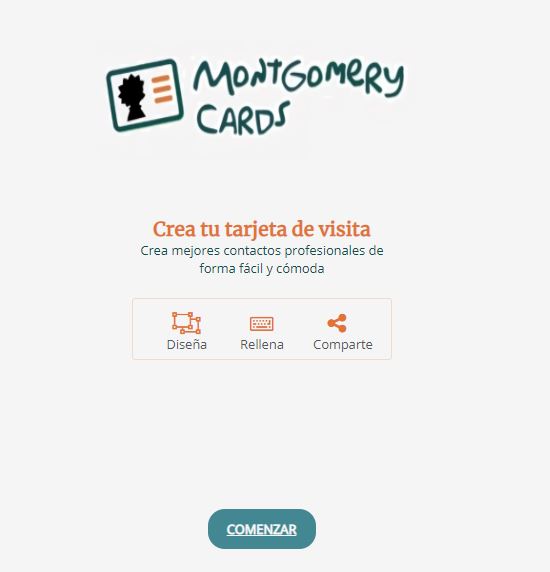 MONTGOMERY
CARDS
Crea tu tarjeta de visita
Crea mejores contactos profesionales de
forma fácil y cómoda
Diseña Rellena Comparte
COMENZAR